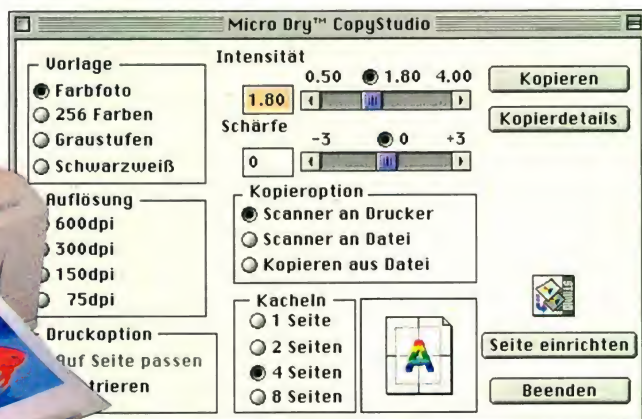 Micro Dry™ CopyStudio
Vorlage
Farbfoto
256 Farben
Graustufen
Schwarzweiß
Auflösung
600dpi
300dpi
150dpi
75dpi
Druckoption
Auf Seite passen
trieren
Intensität
0.50 1.80 4.00
1.80
Schärfe
-3 0 +3
0
Kopieroption
Scanner an Drucker
Scanner an Datei
Kopieren aus Datei
Kacheln
1 Seite
2 Seiten
4 Seiten
8 Seiten
A
Kopieren
Kopierdetails
Seite einrichten
Beenden